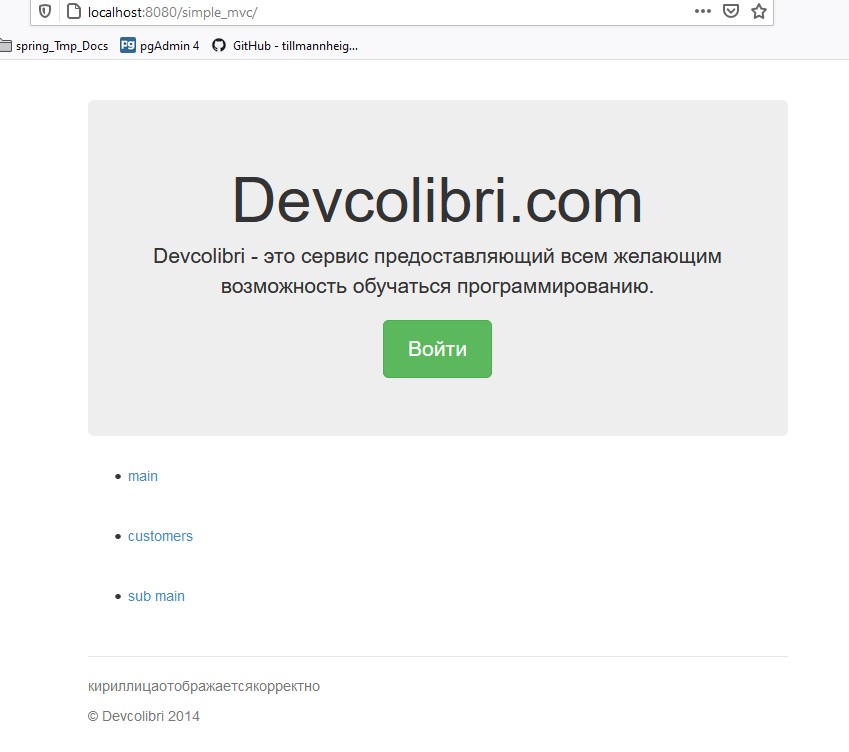 localhost:8080/simple_mvc/
spring_Tmp_Docs pgAdmin 4 GitHub - tillmannheig...
Devcolibri.com
Devcolibri - это сервис предоставляющий всем желающим
возможность обучаться программированию.
Войти
main
customers
sub main
кириллицаотображаетсякорректно
© Devcolibri 2014